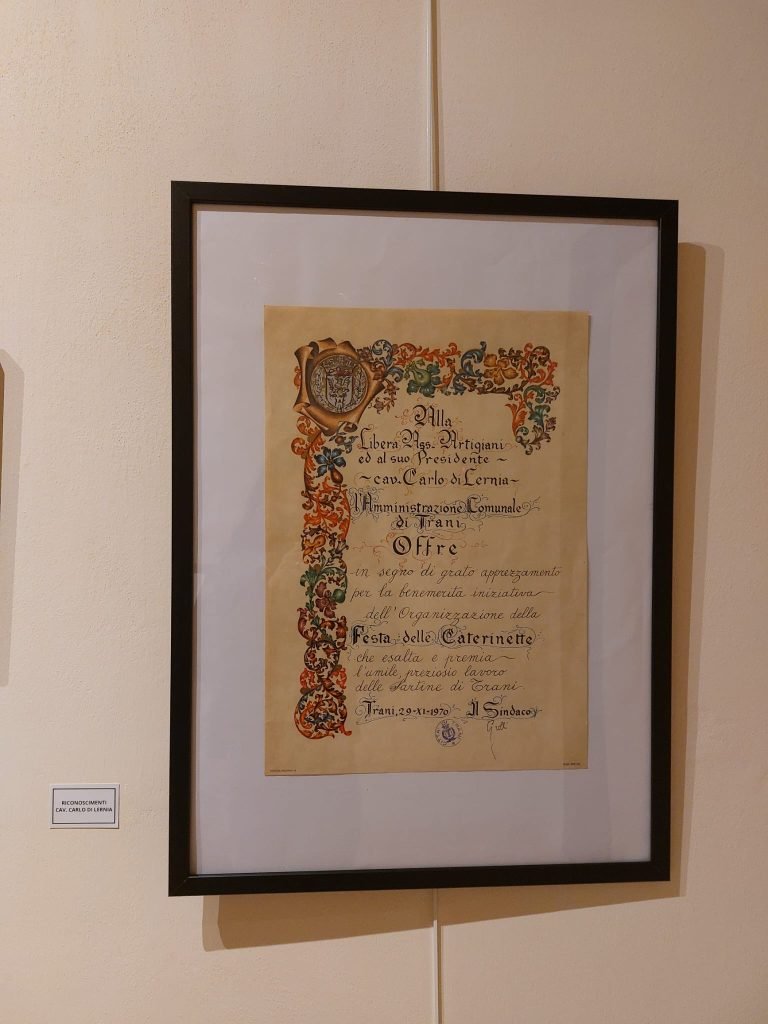 Alla
Libera Ass. Artigiani
ed al suo Presidente ~
~ cav. Carlo di Lernia ~
l'Amministrazione Comunale
di Trani
Offre
in segno di grato apprezzamento
per la benemerita iniziativa
dell'Organizzazione della
Festa delle Caterinette
che esalta e premia
l'umile, preziosio lavoro
delle Sartine di Trani
Trani, 29-XI-1970 Il Sindaco
RICONOSCIMENTI
CAV. CARLO DI LERNIA